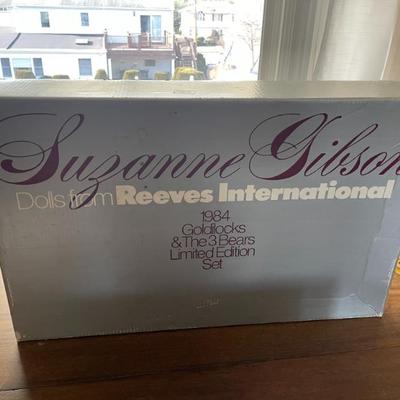 Suzanne Gibson
Dolls from Reeves International
1984
Goldilocks
& The 3 Bears
Limited Edition
Set